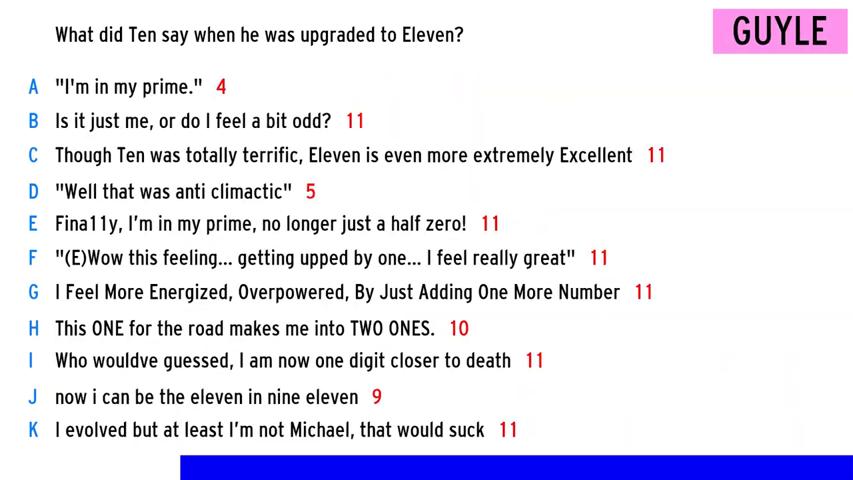 What did Ten say when he was upgraded to Eleven?
GUYLE
A "I'm in my prime." 4
B Is it just me, or do I feel a bit odd? 11
C Though Ten was totally terrific, Eleven is even more extremely Excellent 11
D "Well that was anti climactic" 5
E Fina11y, I'm in my prime, no longer just a half zero! 11
F "(E)Wow this feeling... getting upped by one... I feel really great" 11
G I Feel More Energized, Overpowered, By Just Adding One More Number 11
H This ONE for the road makes me into TWO ONES. 10
I Who wouldve guessed, I am now one digit closer to death 11
J now i can be the eleven in nine eleven 9
K I evolved but at least I'm not Michael, that would suck 11